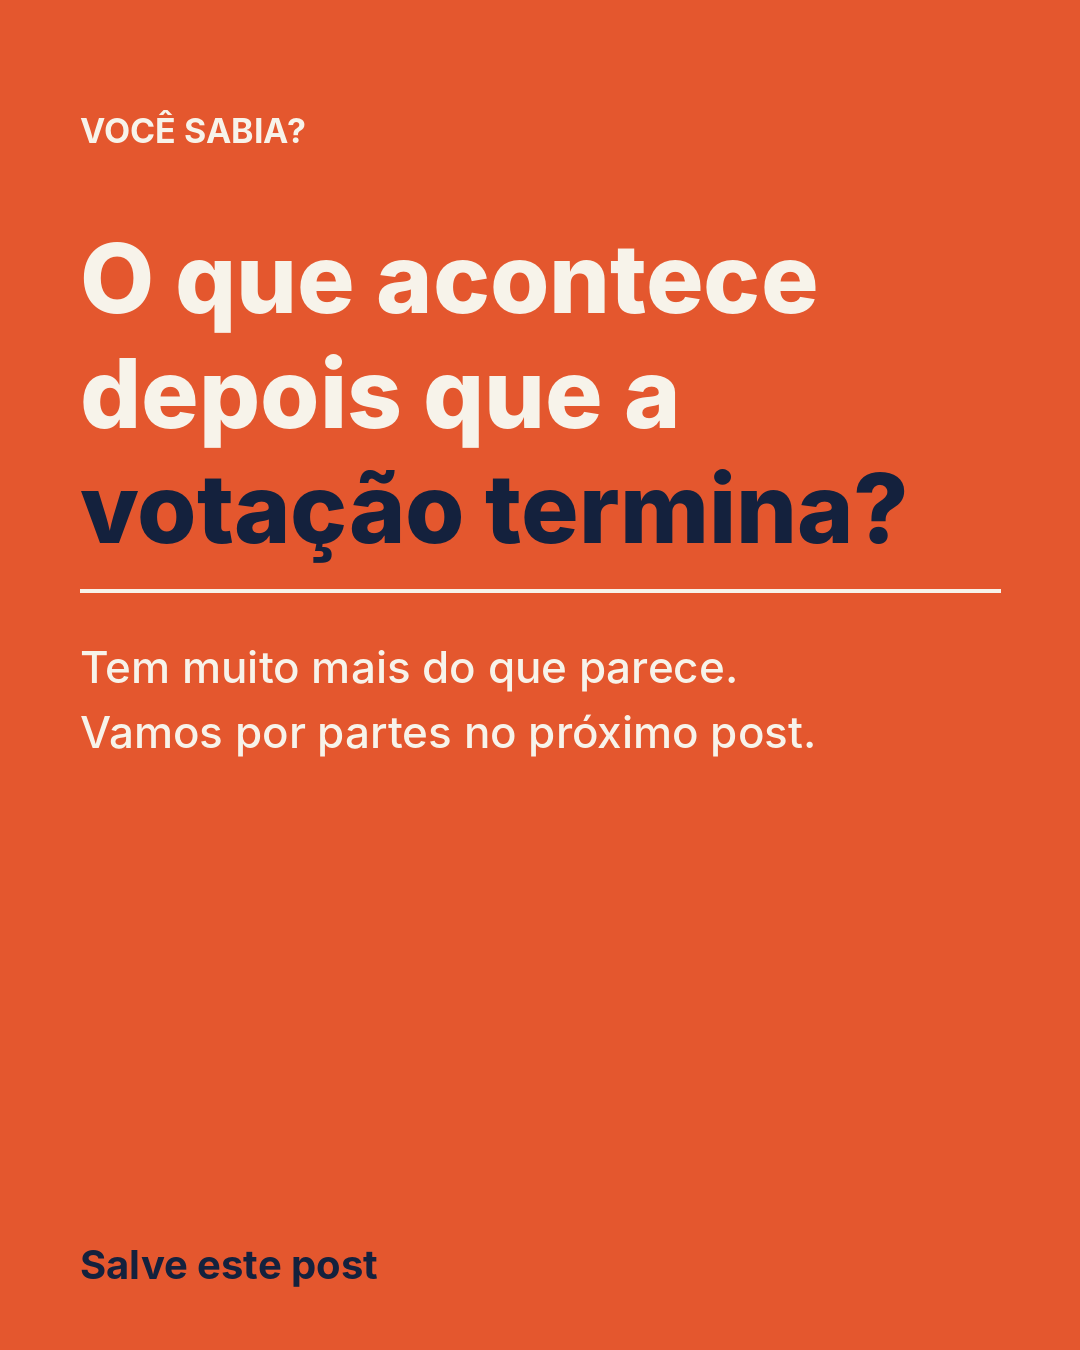 VOCÊ SABIA?
O que acontece
depois que a
votação termina?
Tem muito mais do que parece.
Vamos por partes no próximo post.
Salve este post